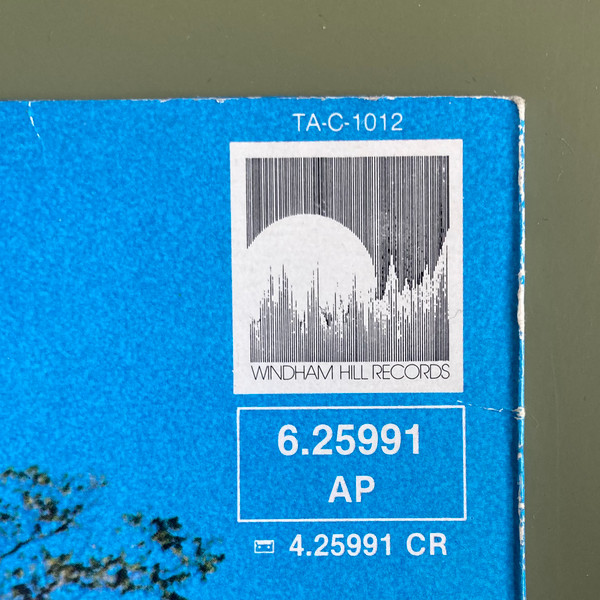 TA-C-1012
WINDHAM HILL RECORDS
6.25991
AP
4.25991 CR